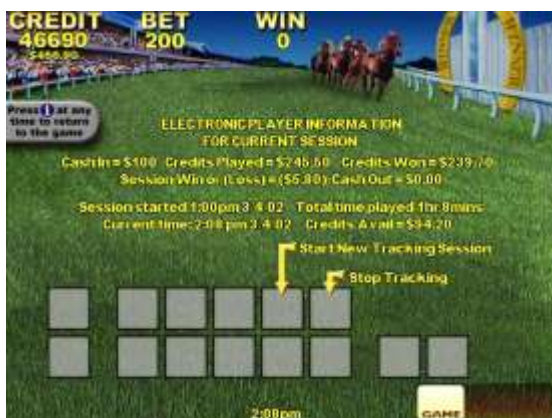 CREDIT BET WIN
46690 200 0
$466.90
Press i at any
time to return
to the game
ELECTRONIC PLAYER INFORMATION
FOR CURRENT SESSION
Cash In = $100 Credits Played = $245.50 Credits Won = $239.70
Session Win or (Loss) = ($5.80) Cash Out = $0.00
Session started 1:00pm 3 4 02 Total time played 1hr 8mins
Current time: 2:08 pm 3 4 02 Credits Avail = $94.20
Start New Tracking Session
Stop Tracking
2:08pm
GAME